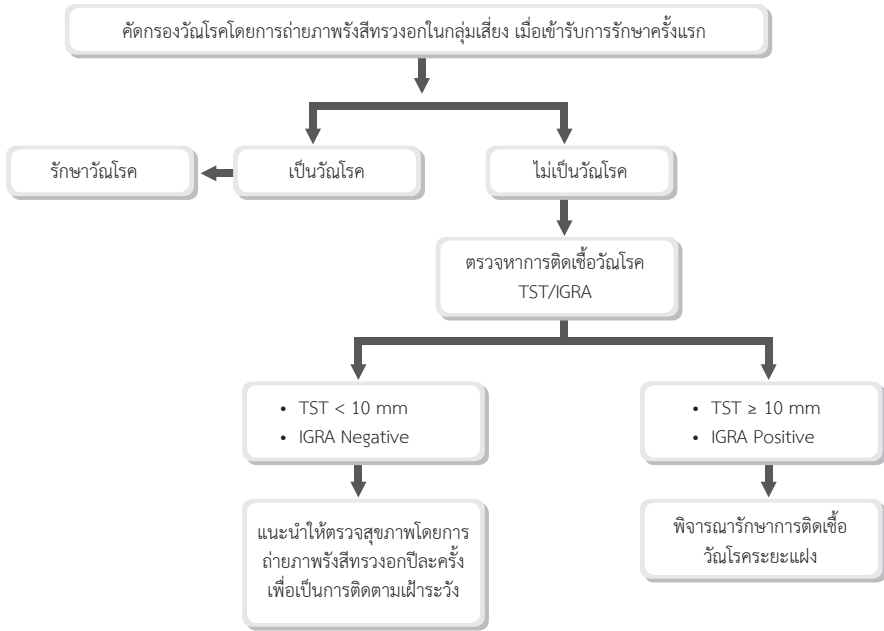 คัดกรองวัณโรคโดยการถ่ายภาพรังสีทรวงอกในกลุ่มเสี่ยง เมื่อเข้ารับการรักษาครั้งแรก
รักษาวัณโรค
เป็นวัณโรค
ไม่เป็นวัณโรค
ตรวจหาการติดเชื้อวัณโรค
TST/IGRA
• TST < 10 mm
• IGRA Negative
• TST ≥ 10 mm
• IGRA Positive
แนะนำให้ตรวจสุขภาพโดยการ
ถ่ายภาพรังสีทรวงอกปีละครั้ง
เพื่อเป็นการติดตามเฝ้าระวัง
พิจารณารักษาการติดเชื้อ
วัณโรคระยะแฝง